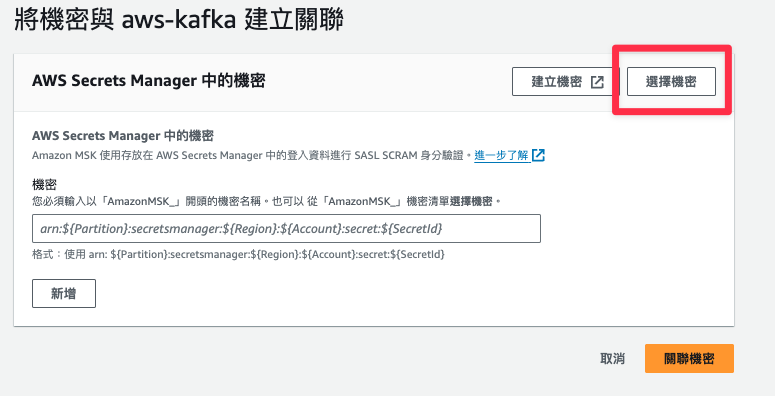 將機密與 aws-kafka 建立關聯
AWS Secrets Manager 中的機密
建立機密
選擇機密
AWS Secrets Manager 中的機密
Amazon MSK 使用存放在 AWS Secrets Manager 中的登入資料進行 SASL SCRAM 身分驗證。進一步了解
機密
您必須輸入以「AmazonMSK_」開頭的機密名稱。也可以 從「AmazonMSK_」機密清單選擇機密。
arn:${Partition}:secretsmanager:${Region}:${Account}:secret:${SecretId}
格式：使用 arn: ${Partition}:secretsmanager:${Region}:${Account}:secret:${SecretId}
新增
取消
關聯機密